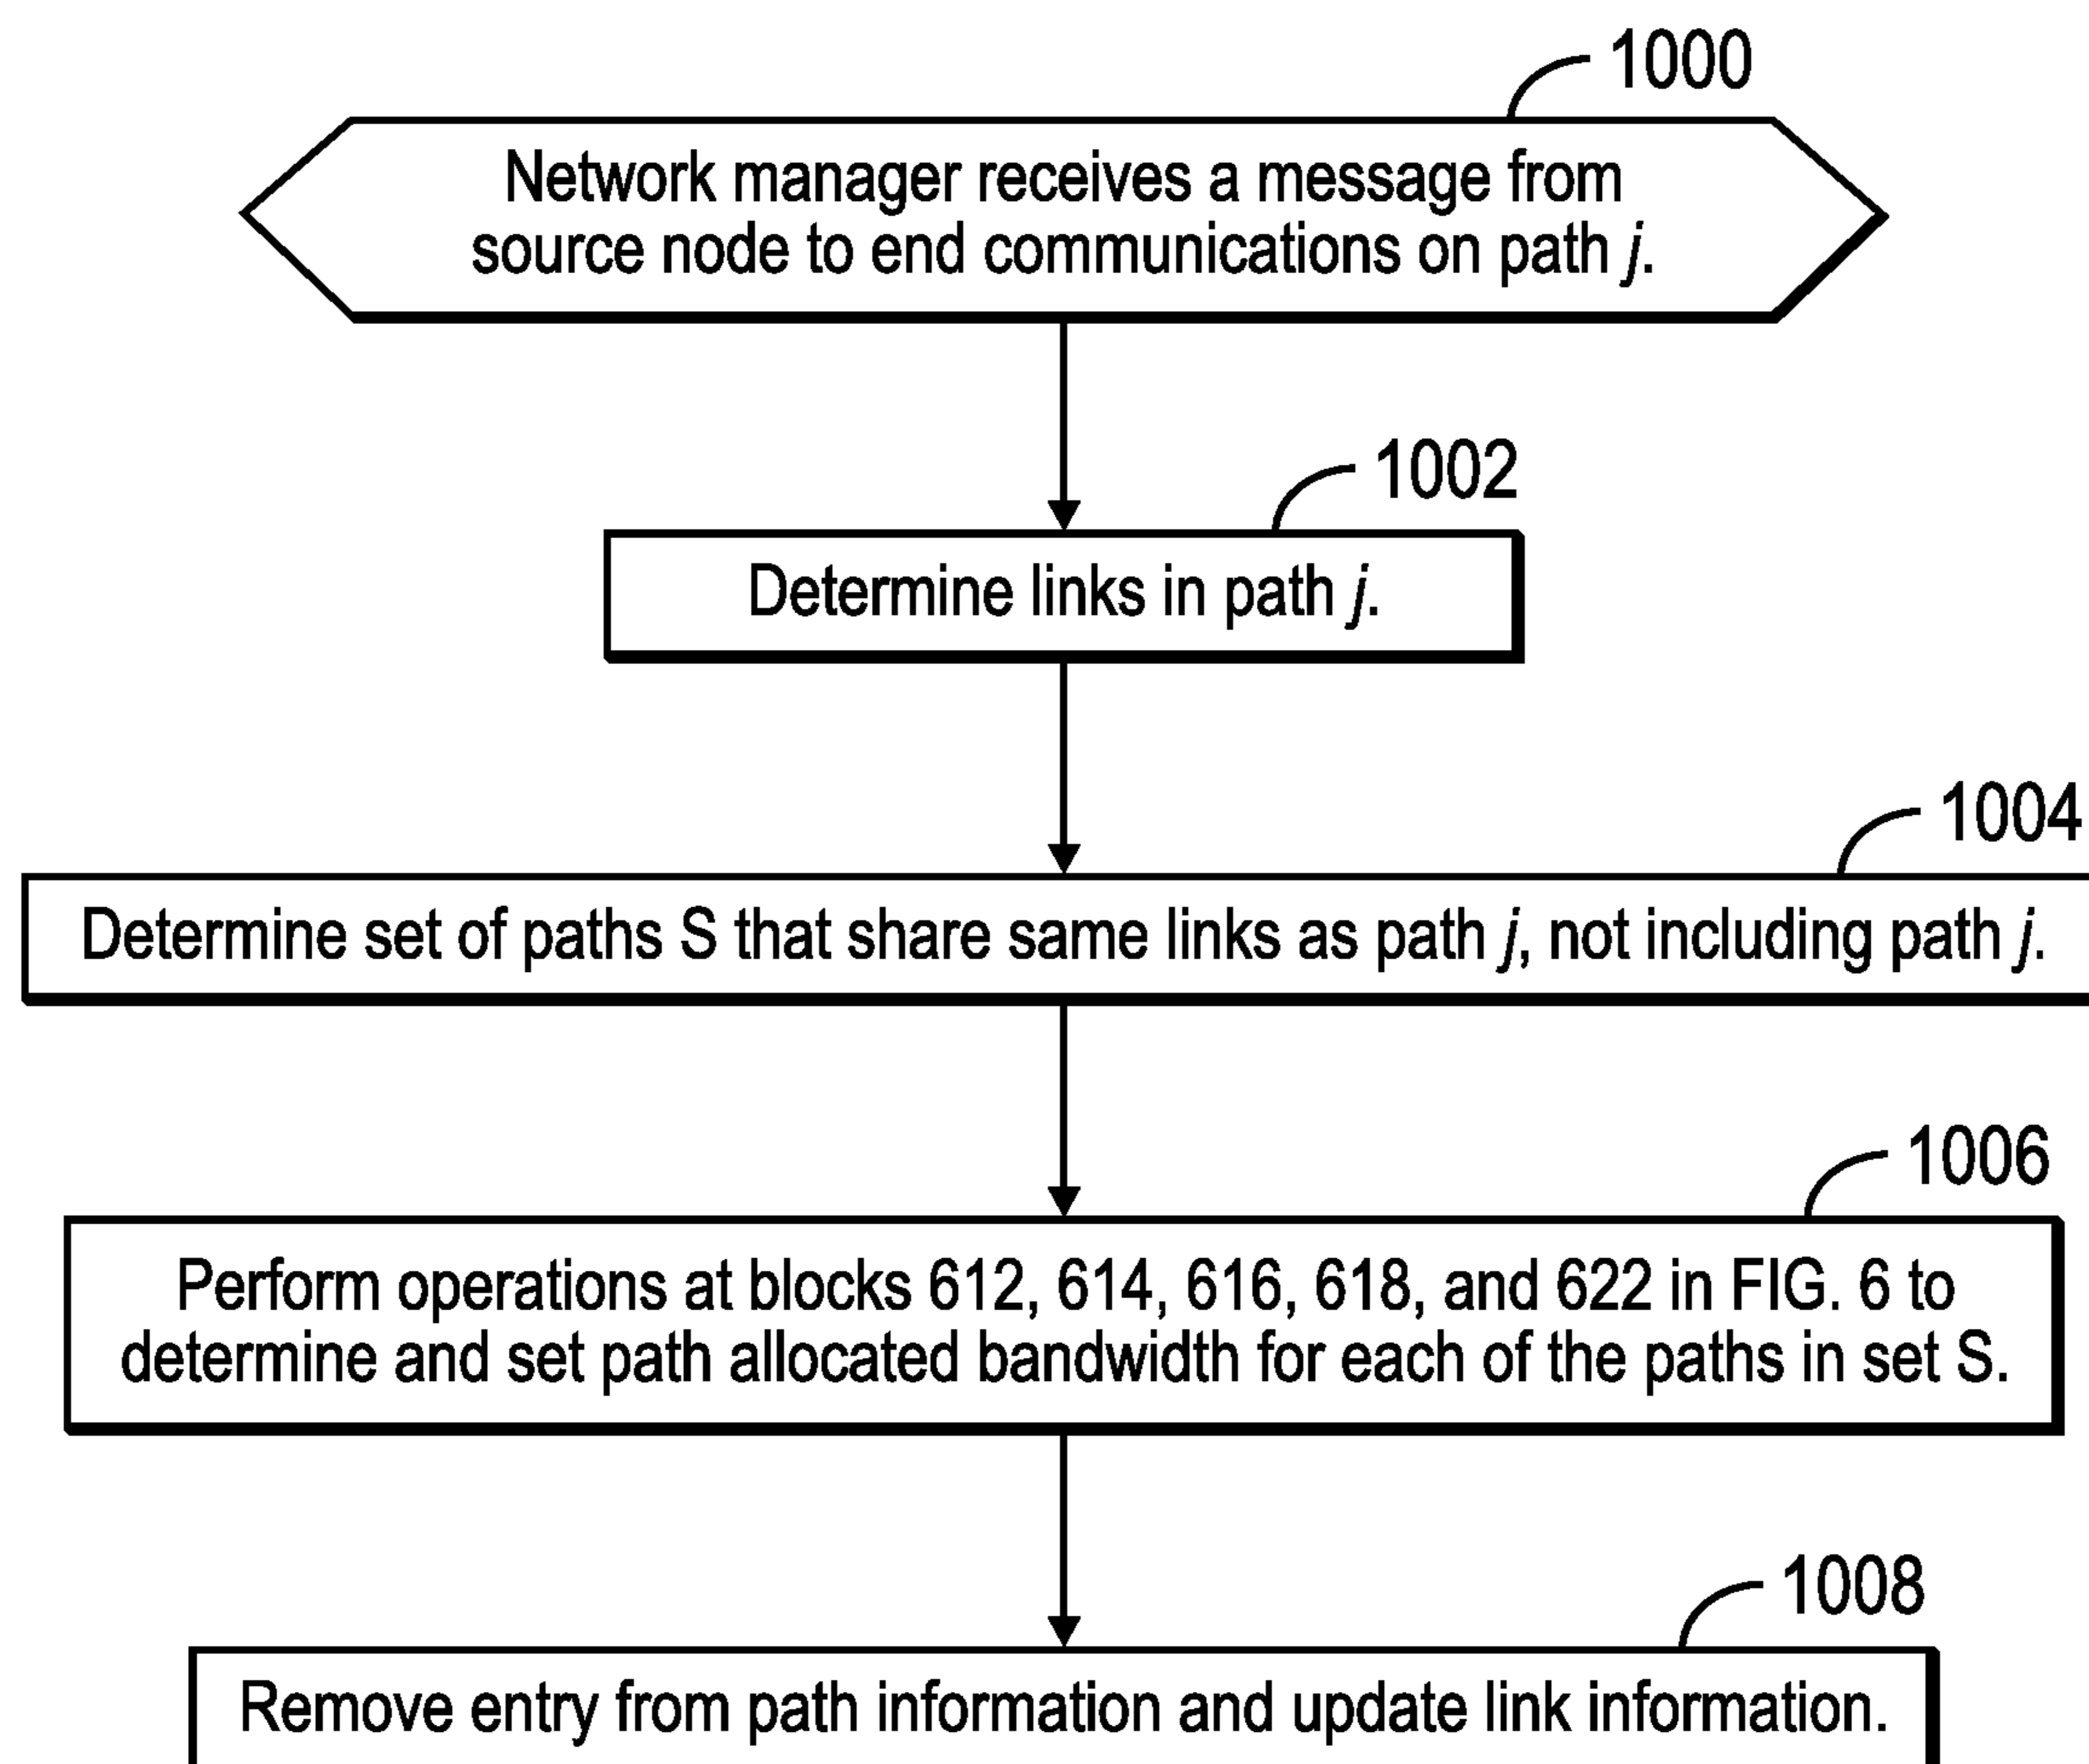 1000
Network manager receives a message from
source node to end communications on path j.
1002
Determine links in path j.
1004
Determine set of paths S that share same links as path j, not including path j.
1006
Perform operations at blocks 612, 614, 616, 618, and 622 in FIG. 6 to
determine and set path allocated bandwidth for each of the paths in set S.
1008
Remove entry from path information and update link information.